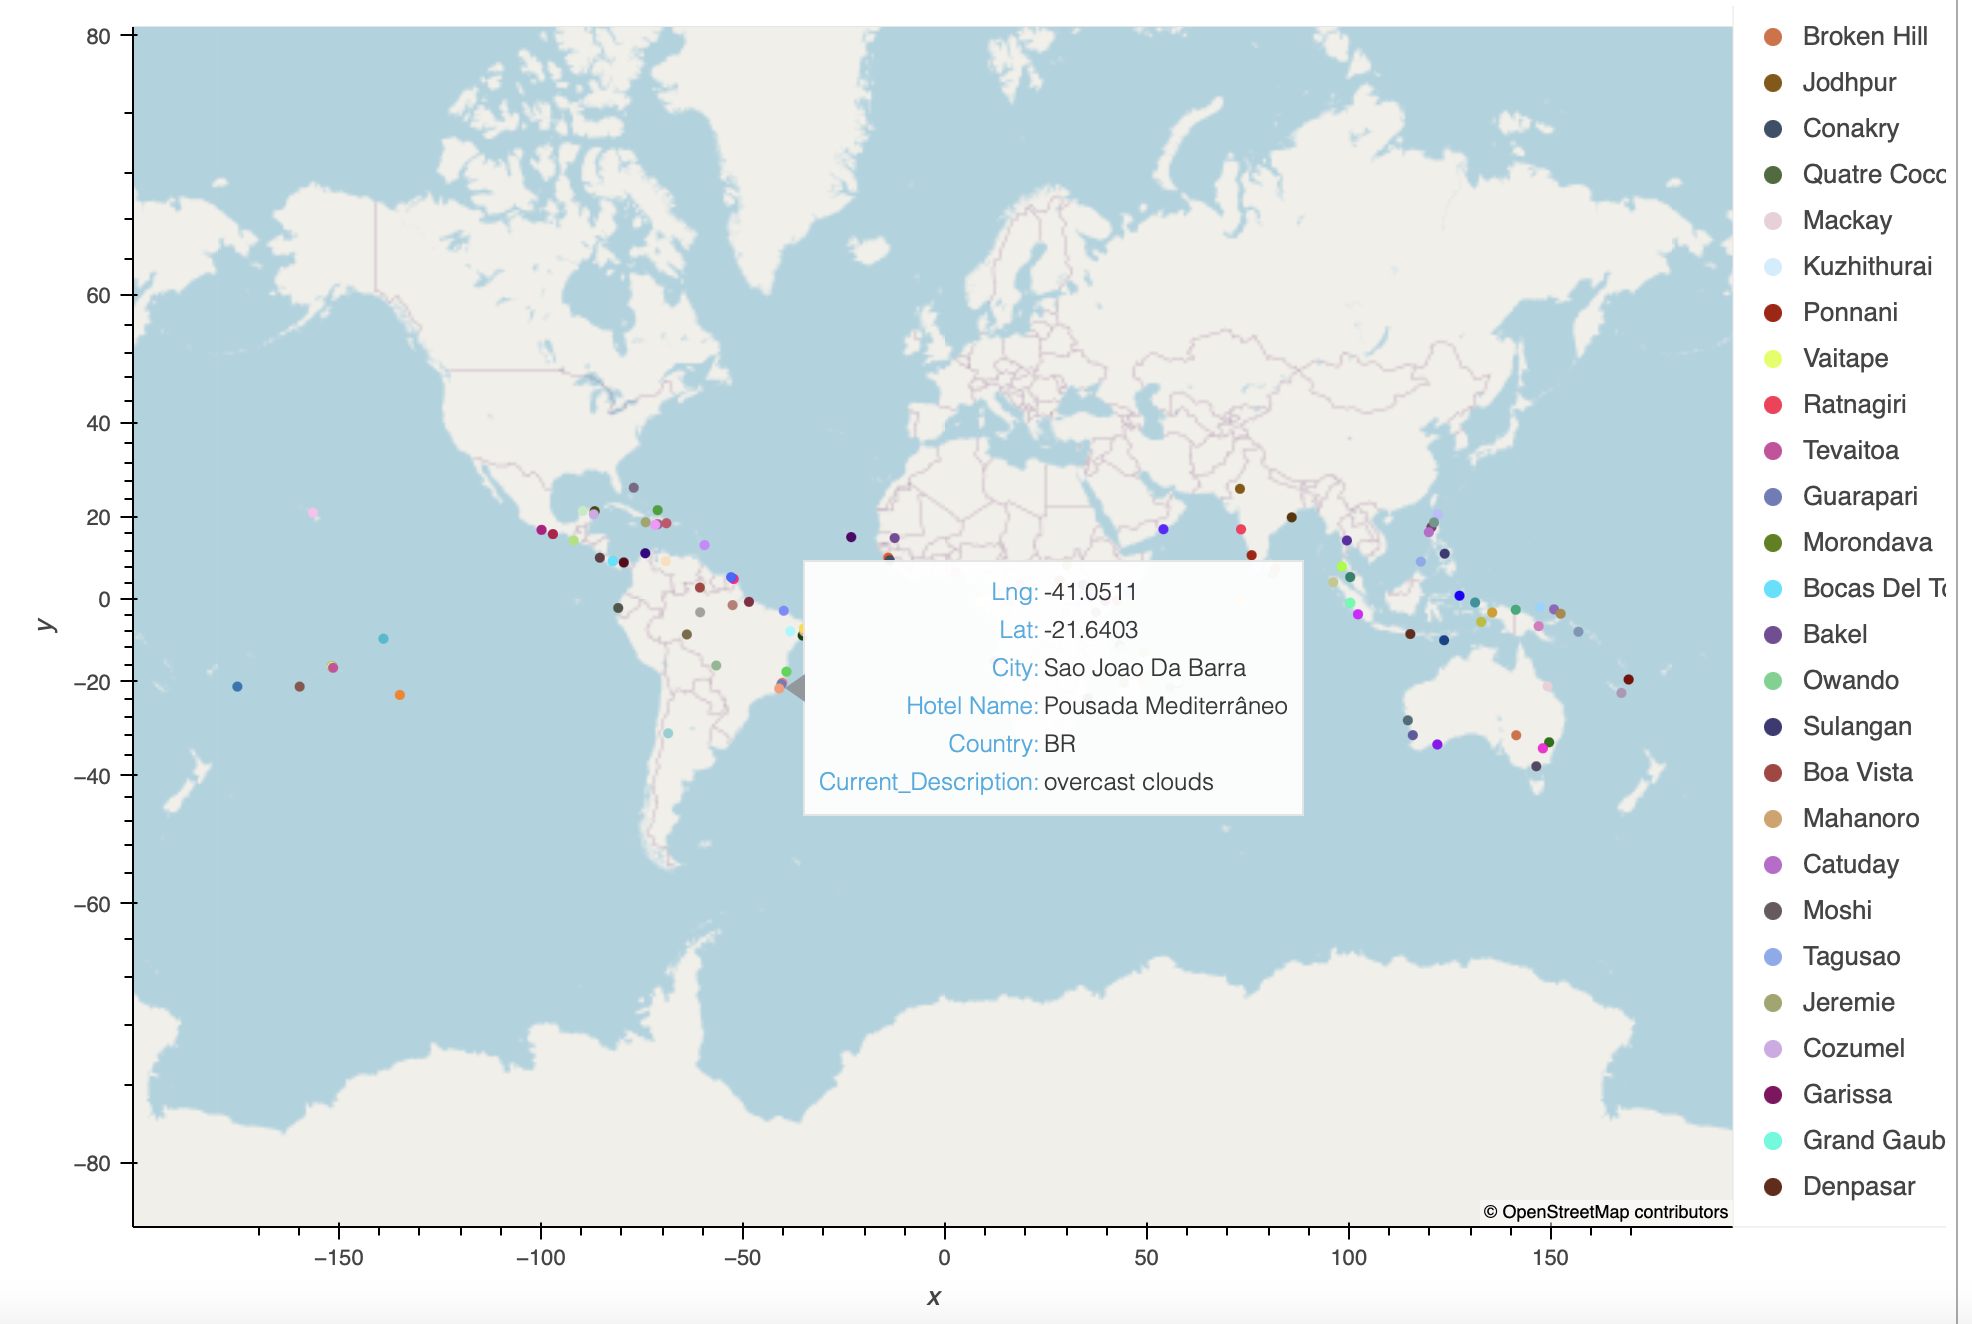 80
60
40
20
0
−20
−40
−60
−80
y
−150
−100
−50
0
50
100
150
x
Lng: -41.0511
Lat: -21.6403
City: Sao Joao Da Barra
Hotel Name: Pousada Mediterrâneo
Country: BR
Current_Description: overcast clouds
© OpenStreetMap contributors
Broken Hill
Jodhpur
Conakry
Quatre Coco
Mackay
Kuzhithurai
Ponnani
Vaitape
Ratnagiri
Tevaitoa
Guarapari
Morondava
Bocas Del To
Bakel
Owando
Sulangan
Boa Vista
Mahanoro
Catuday
Moshi
Tagusao
Jeremie
Cozumel
Garissa
Grand Gaub
Denpasar